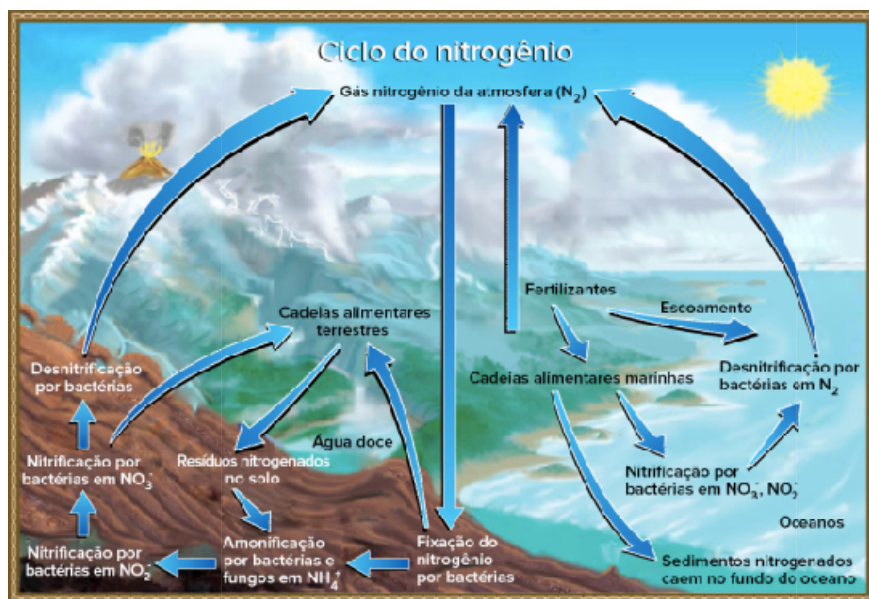 Ciclo do nitrogênio
Gás nitrogênio da atmosfera (N₂)
Fertilizantes
Escoamento
Cadeias alimentares
terrestres
Desnitrificação
por bactérias
Cadeias alimentares marinhas
Desnitrificação por
bactérias em N₂
Água doce
Nitrificação por
bactérias em NO₃⁻
Resíduos nitrogenados
no solo
Nitrificação por
bactérias em NO₃⁻, NO₂⁻
Oceanos
Nitrificação por
bactérias em NO₂⁻
Amonificação
por bactérias e
fungos em NH₄⁺
Fixação do
nitrogênio
por bactérias
Sedimentos nitrogenados
caem no fundo do oceano